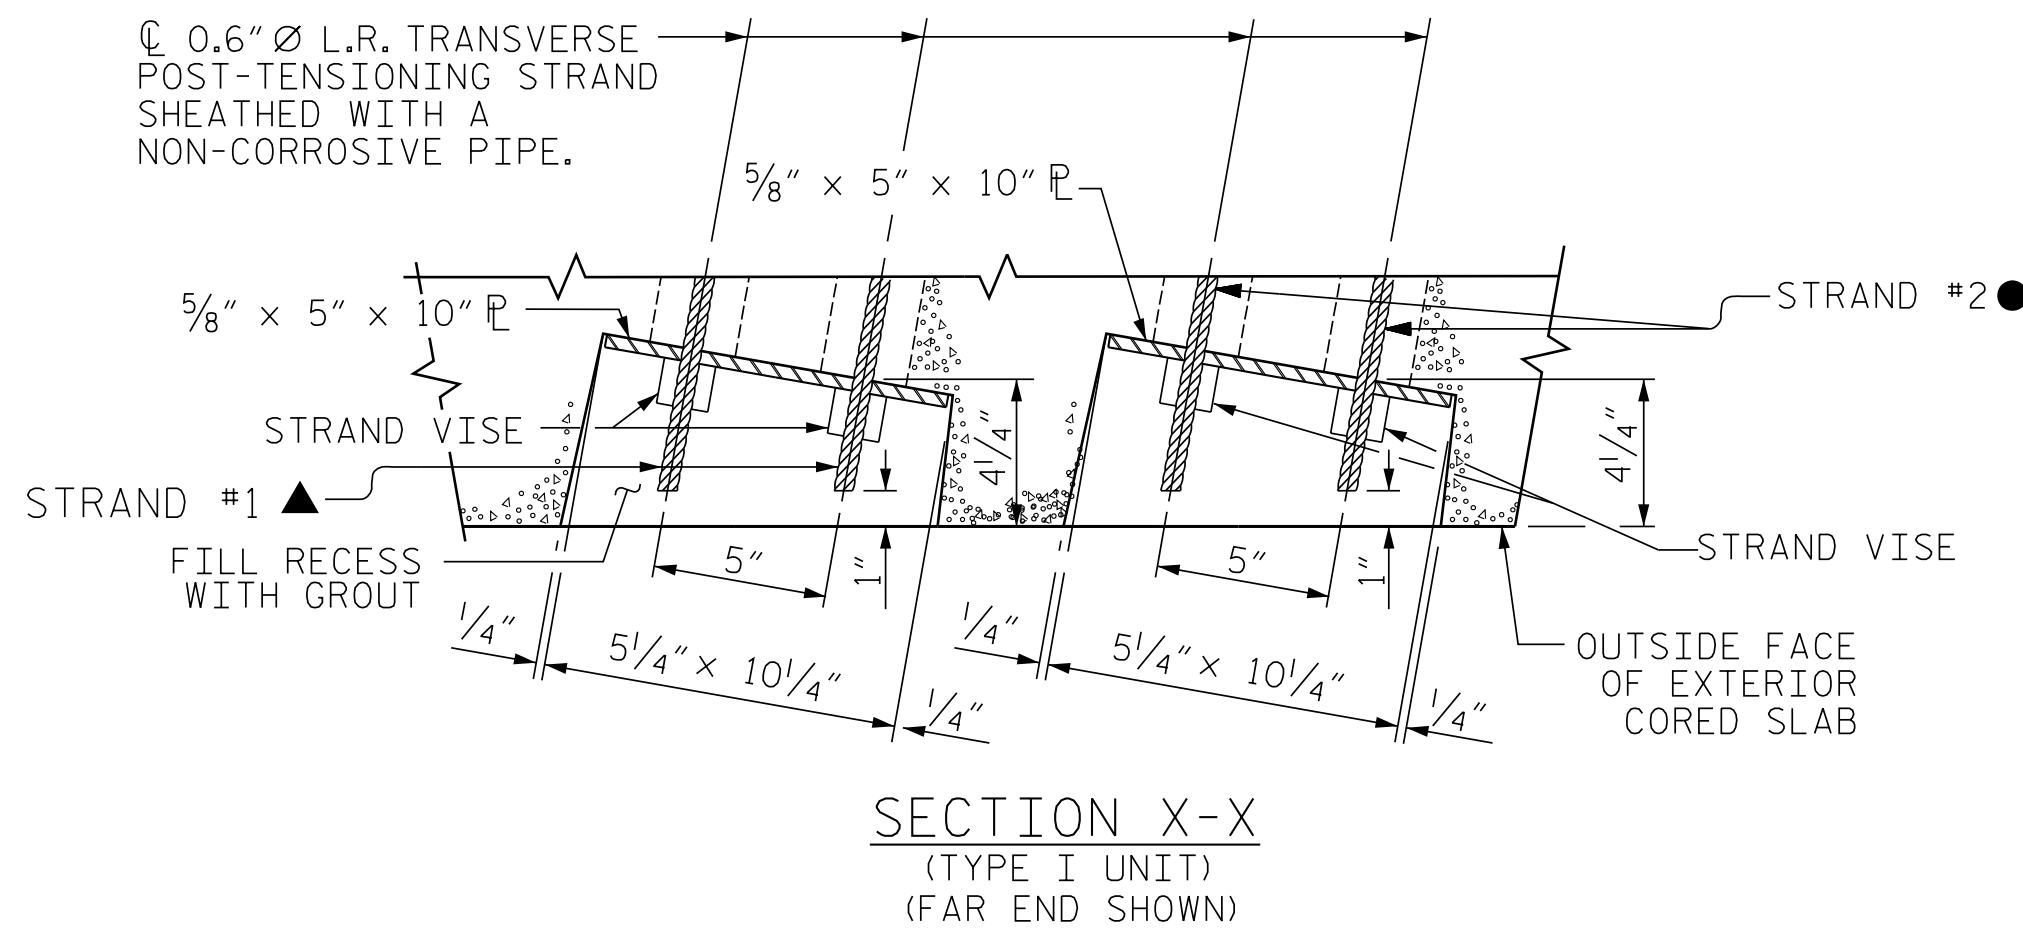 ℄ 0.6" Ø L.R. TRANSVERSE
POST-TENSIONING STRAND
SHEATHED WITH A
NON-CORROSIVE PIPE.
5/8" x 5" x 10" PL
5/8" x 5" x 10" PL
STRAND #2 ●
STRAND VISE
4 1/4"
4 1/4"
STRAND #1 ▲
FILL RECESS
WITH GROUT
5"
1"
5"
1"
STRAND VISE
1/4"
5 1/4" x 10 1/4"
1/4"
1/4"
5 1/4" x 10 1/4"
1/4"
OUTSIDE FACE
OF EXTERIOR
CORED SLAB
SECTION X-X
(TYPE I UNIT)
(FAR END SHOWN)